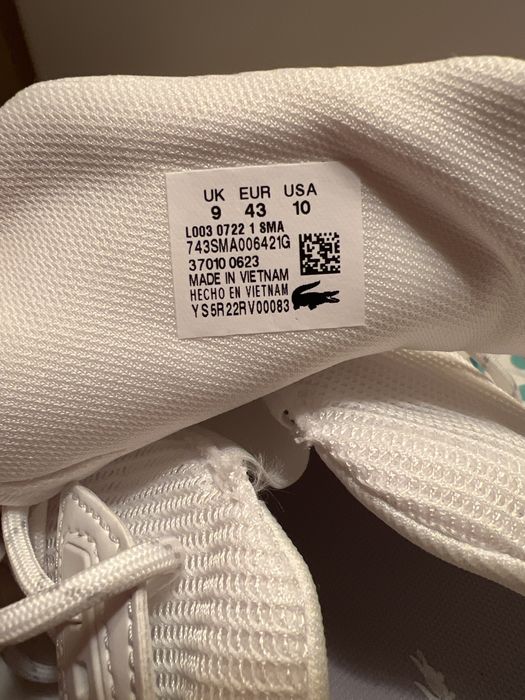 UK EUR USA
9 43 10
L003 0722 1 SMA
743SMA006421G
37010 0623
MADE IN VIETNAM
HECHO EN VIETNAM
YS5R22RV00083